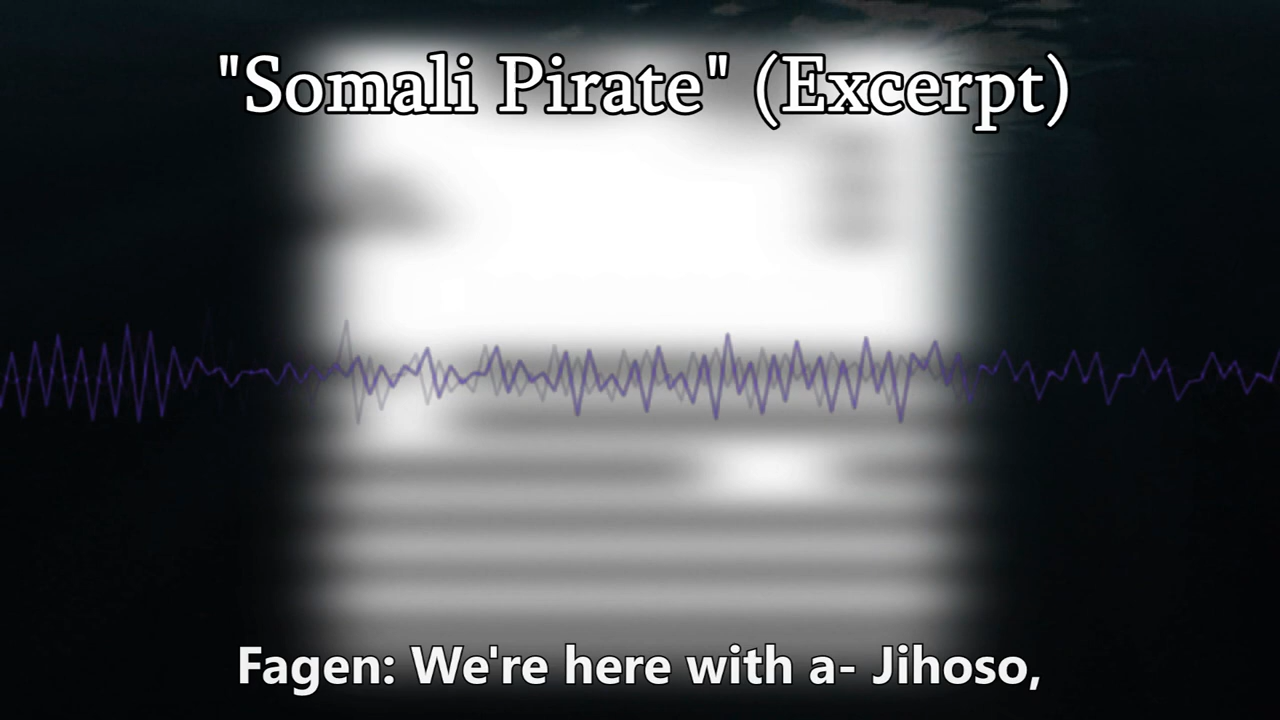 "Somali Pirate" (Excerpt)
Fagen: We're here with a- Jihoso,